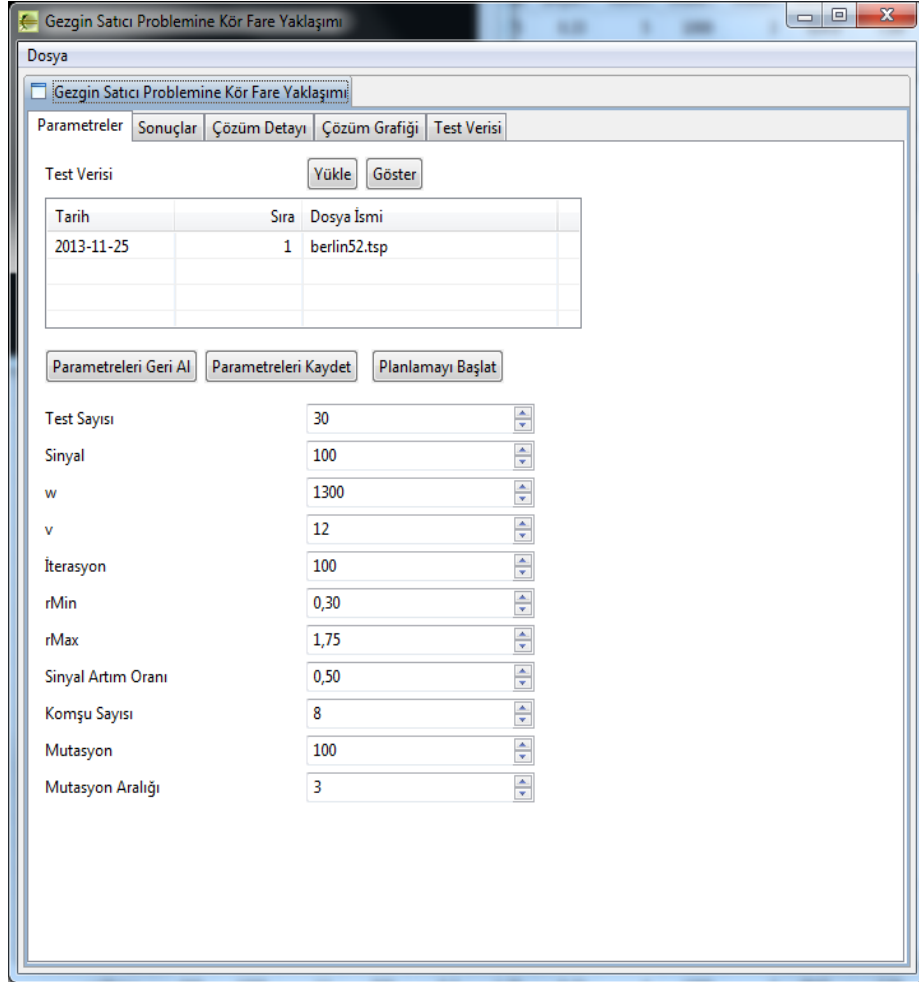 Gezgin Satıcı Problemine Kör Fare Yaklaşımı
Dosya
Gezgin Satıcı Problemine Kör Fare Yaklaşımı
Parametreler Sonuçlar Çözüm Detayı Çözüm Grafiği Test Verisi
Test Verisi Yükle Göster
Tarih Sıra Dosya İsmi
2013-11-25 1 berlin52.tsp
Parametreleri Geri Al Parametreleri Kaydet Planlamayı Başlat
Test Sayısı 30
Sinyal 100
w 1300
v 12
İterasyon 100
rMin 0,30
rMax 1,75
Sinyal Artım Oranı 0,50
Komşu Sayısı 8
Mutasyon 100
Mutasyon Aralığı 3